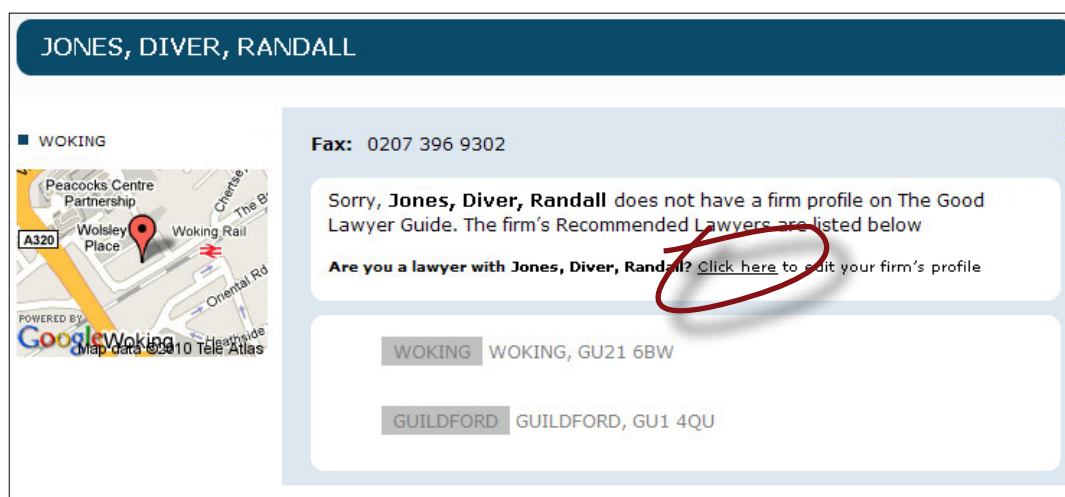 JONES, DIVER, RANDALL
WOKING
Peacocks Centre
Partnership
Wolsley
Place
A320
Woking Rail
The B
Oriental Rd
Heathside
POWERED BY
Google
Woking
Map data ©2010 Tele Atlas
Fax: 0207 396 9302
Sorry, Jones, Diver, Randall does not have a firm profile on The Good
Lawyer Guide. The firm's Recommended Lawyers are listed below
Are you a lawyer with Jones, Diver, Randall? Click here to edit your firm's profile
WOKING WOKING, GU21 6BW
GUILDFORD GUILDFORD, GU1 4QU